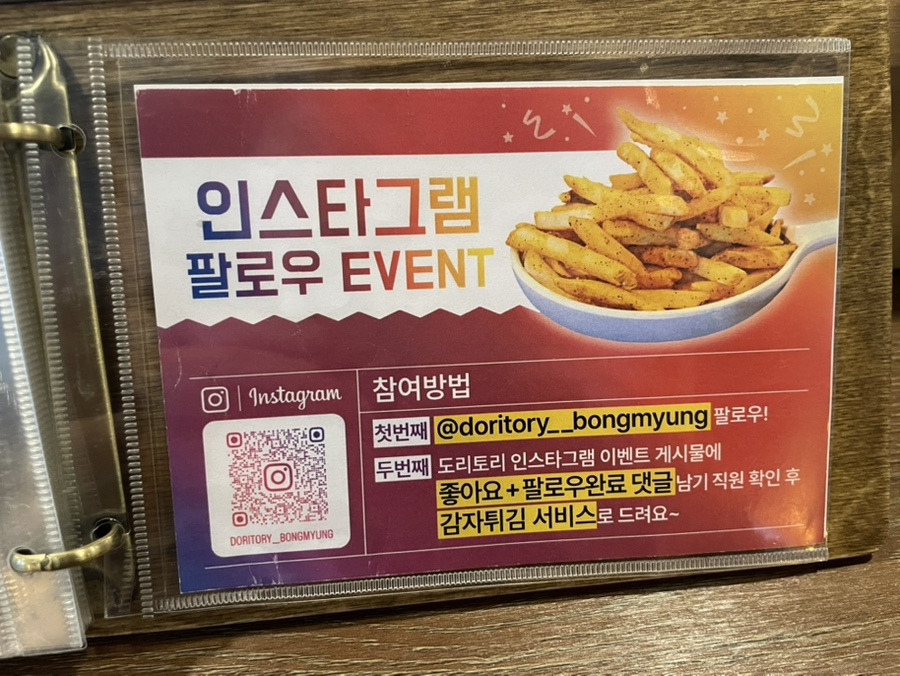 인스타그램
팔로우 EVENT
Instagram
DORITORY__BONGMYUNG
참여방법
첫번째 @doritory__bongmyung 팔로우!
두번째 도리토리 인스타그램 이벤트 게시물에
좋아요+팔로우완료 댓글 남기 직원 확인 후
감자튀김 서비스로 드려요~